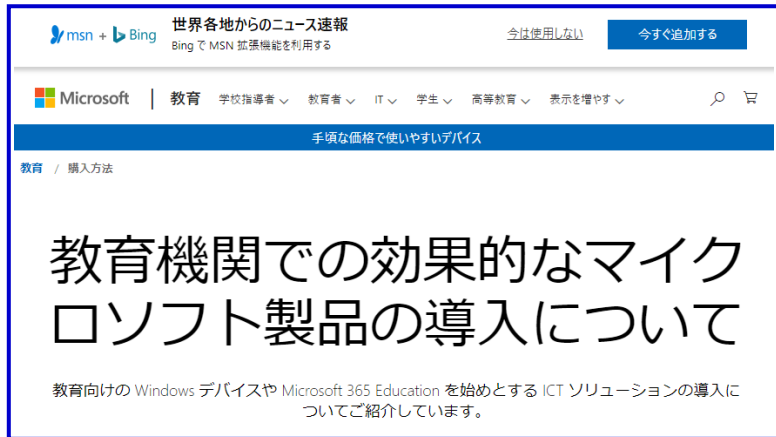 msn + Bing 世界各地からのニュース速報
Bing で MSN 拡張機能を利用する
今は使用しない
今すぐ追加する
Microsoft 教育 学校指導者 教育者 IT 学生 高等教育 表示を増やす
手頃な価格で使いやすいデバイス
教育 / 購入方法
教育機関での効果的なマイク
ロソフト製品の導入について
教育向けの Windows デバイスや Microsoft 365 Education を始めとする ICT ソリューションの導入に
ついてご紹介しています。